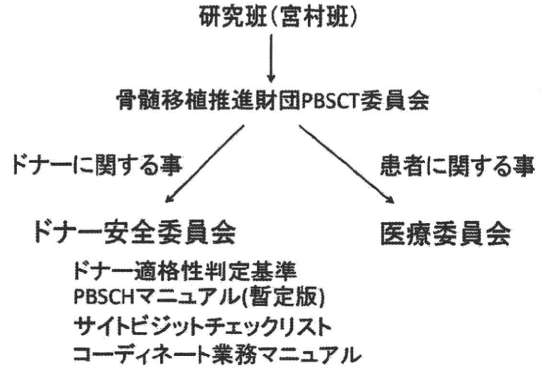 研究班(宮村班)
骨髄移植推進財団PBSCT委員会
ドナーに関する事
患者に関する事
ドナー安全委員会
医療委員会
ドナー適格性判定基準
PBSCHマニュアル(暫定版)
サイトビジットチェックリスト
コーディネート業務マニュアル